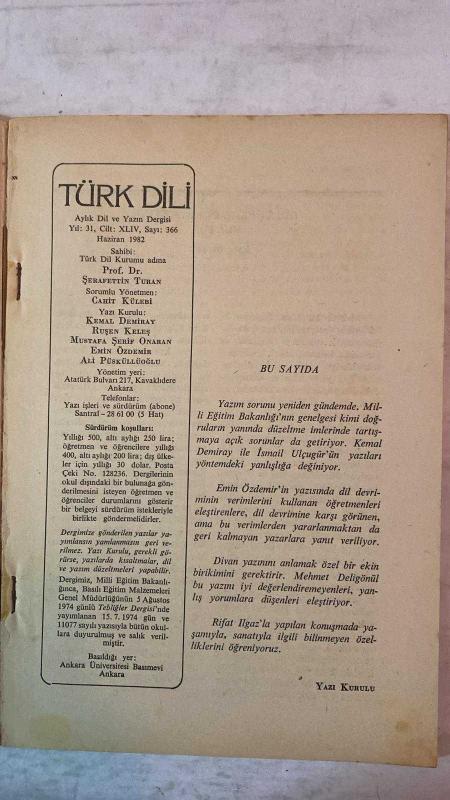 TÜRK DİLİ
Aylık Dil ve Yazın Dergisi
Yıl: 31, Cilt: XLIV, Sayı: 366
Haziran 1982
Sahibi:
Türk Dil Kurumu adına
Prof. Dr.
ŞERAFETTİN TURAN
Sorumlu Yönetmen:
CAHİT KÜLEBİ
Yazı Kurulu:
KEMAL DEMİRAY
RUŞEN KELEŞ
MUSTAFA ŞERİF ONARAN
EMİN ÖZDEMİR
ALİ PÜSKÜLLÜOĞLU
Yönetim yeri:
Atatürk Bulvarı 217, Kavaklıdere
Ankara
Telefonlar:
Yazı işleri ve sürdürüm (abone)
Santral – 28 61 00 (5 Hat)
Sürdürüm koşulları:
Yıllığı 500, altı aylığı 250 lira;
öğretmen ve öğrencilere yıllığı
400, altı aylığı 200 lira; dış ülke-
ler için yıllığı 30 dolar. Posta
Çeki No. 128236. Dergilerinin
okul dışındaki bir bulunağa gön-
derilmesini isteyen öğretmen ve
öğrenciler durumlarını gösterir
bir belgeyi sürdürüm istekleriyle
birlikte göndermelidirler.
Dergimize gönderilen yazılar ya-
yımlansın yamlanmasın geri ve-
rilmez. Yazı Kurulu, gerekli gö-
rürse, yazılarda kısaltmalar, dil
ve yazım düzeltmeleri yapabilir.
Dergimiz, Milli Eğitim Bakanlı-
ğınca, Basılı Eğitim Malzemeleri
Genel Müdürlüğünün 5 Ağustos
1974 günlü Tebliğler Dergisi'nde
yayımlanan 15. 7. 1974 gün ve
11077 sayılı yazısıyla bütün okul-
lara duyurulmuş ve salık veril-
miştir.
Basıldığı yer:
Ankara Üniversitesi Basımevi
Ankara
BU SAYIDA
Yazım sorunu yeniden gündemde. Mil-
li Eğitim Bakanlığı'nın genelgesi kimi doğ-
ruların yanında düzeltme imlerinde tartış-
maya açık sorunlar da getiriyor. Kemal
Demiray ile İsmail Ulçugür'ün yazıları
yöntemdeki yanlışlığa değiniyor.
Emin Özdemir'in yazısında dil devri-
minin verimlerini kullanan öğretmenleri
eleştirenlere, dil devrimine karşı görünen,
ama bu verimlerden yararlanmaktan da
geri kalmayan yazarlara yanıt veriliyor.
Divan yazınını anlamak özel bir ekin
birikimini gerektirir. Mehmet Deligönül
bu yazını iyi değerlendiremeyenleri, yan-
lış yorumlara düşenleri eleştiriyor.
Rıfat Ilgaz'la yapılan konuşmada ya-
şamıyla, sanatıyla ilgili bilinmeyen özel-
liklerini öğreniyoruz.
YAZI KURULU